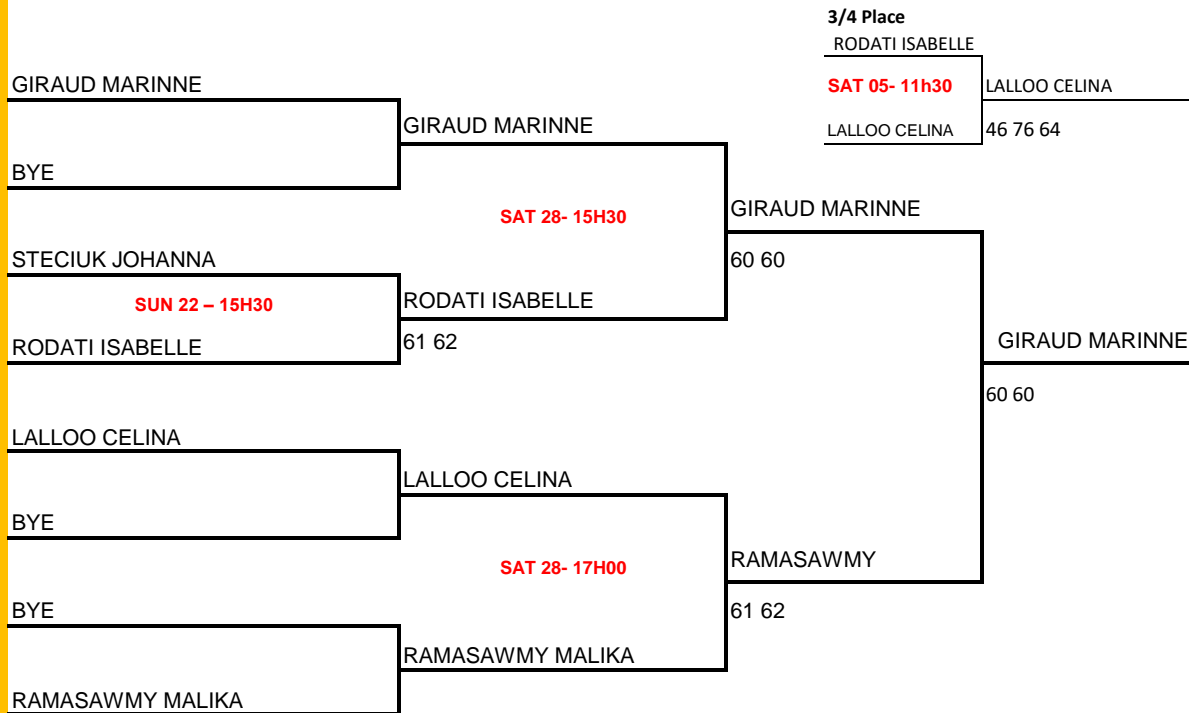 3/4 Place
RODATI ISABELLE
SAT 05- 11h30
LALLOO CELINA
LALLOO CELINA
46 76 64
GIRAUD MARINNE
BYE
STECIUK JOHANNA
SUN 22 – 15H30
RODATI ISABELLE
LALLOO CELINA
BYE
BYE
RAMASAWMY MALIKA
GIRAUD MARINNE
SAT 28- 15H30
RODATI ISABELLE
61 62
LALLOO CELINA
SAT 28- 17H00
RAMASAWMY MALIKA
GIRAUD MARINNE
60 60
RAMASAWMY
61 62
GIRAUD MARINNE
60 60